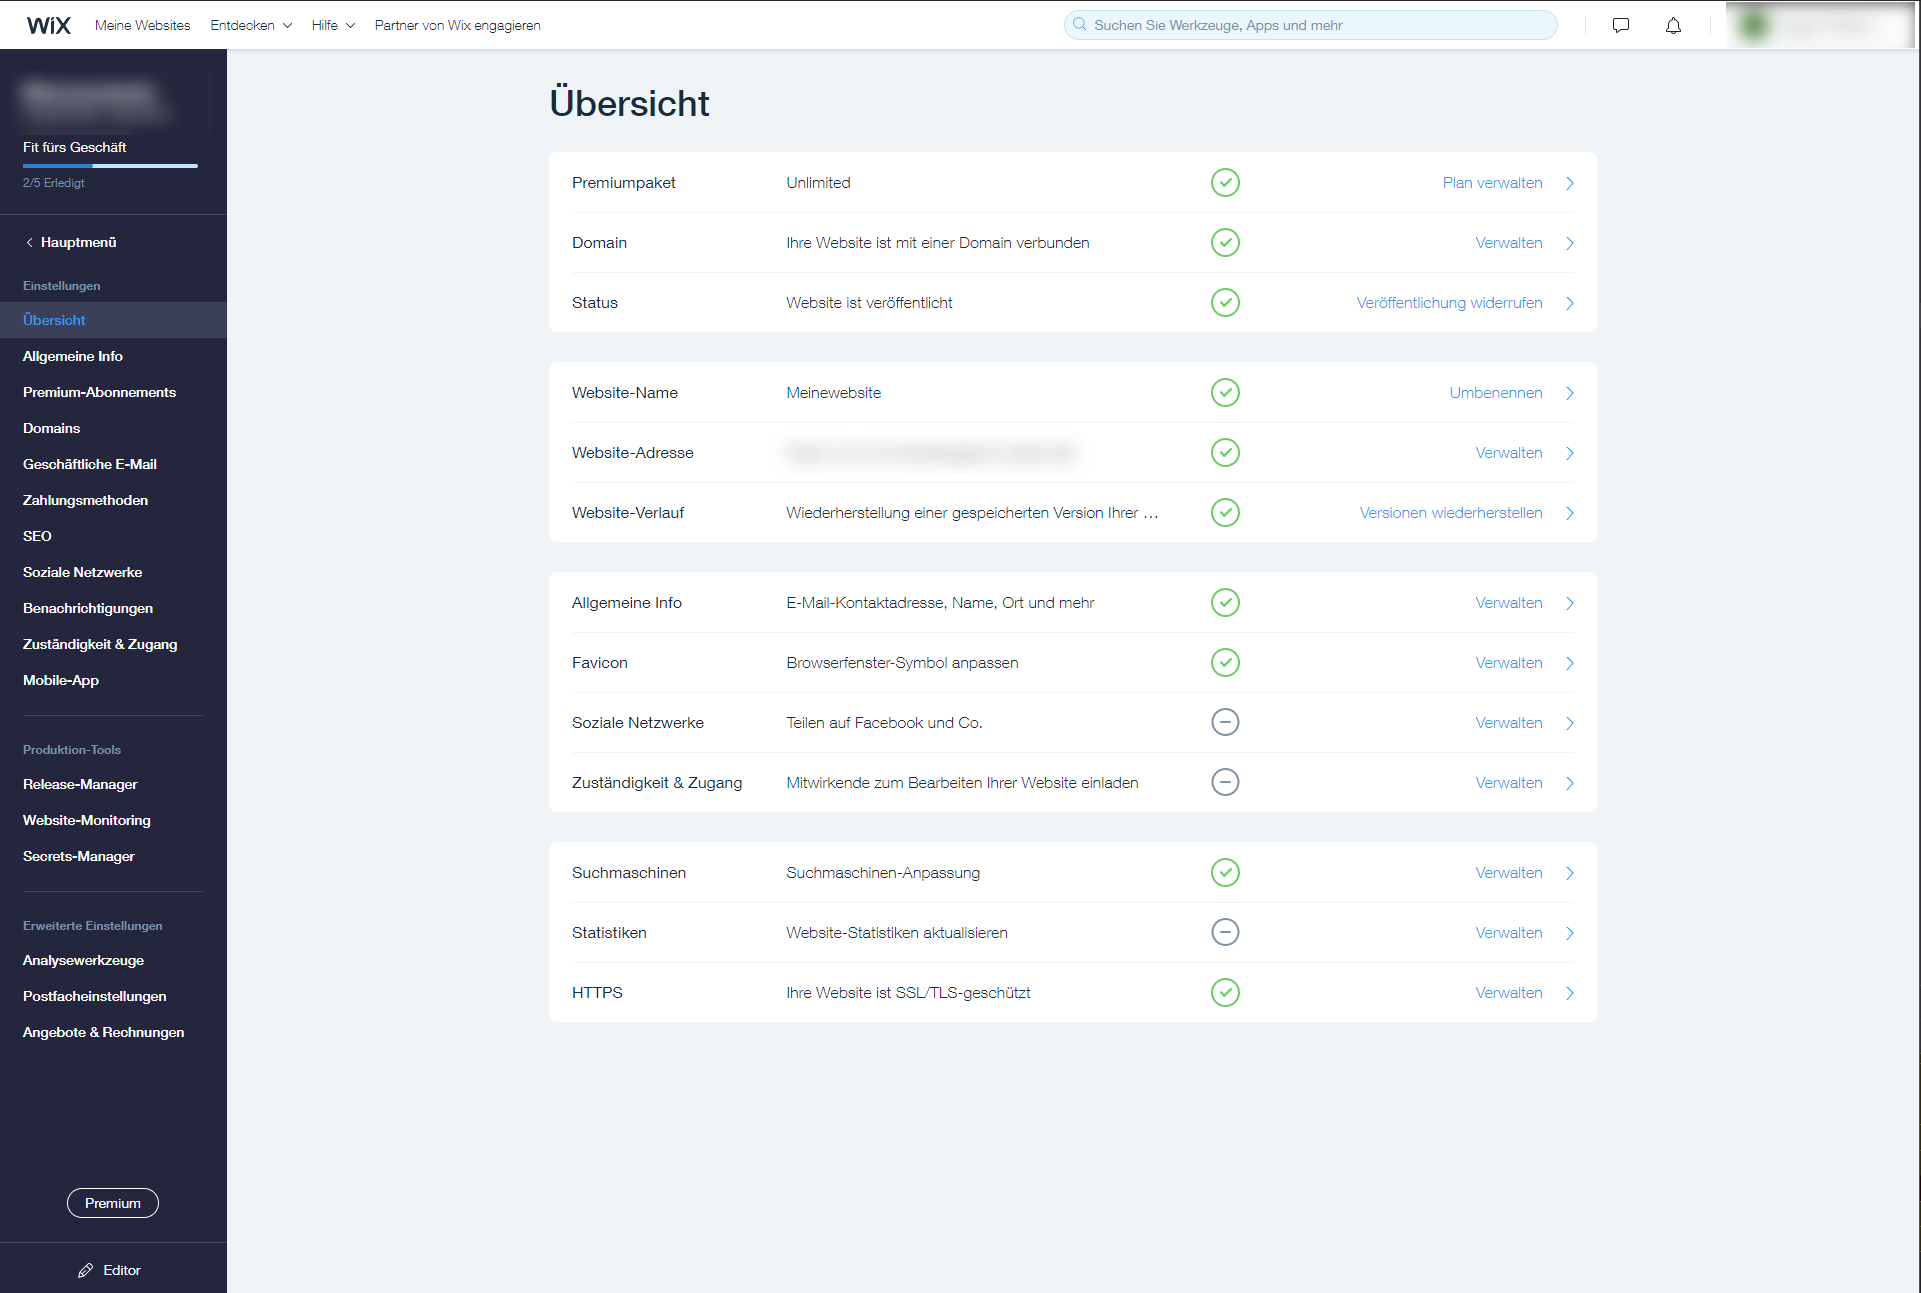 WiX Meine Websites Entdecken Hilfe Partner von Wix engagieren Suchen Sie Werkzeuge, Apps und mehr
Fit fürs Geschäft
2/5 Erledigt
Hauptmenü
Einstellungen
Übersicht
Allgemeine Info
Premium-Abonnements
Domains
Geschäftliche E-Mail
Zahlungsmethoden
SEO
Soziale Netzwerke
Benachrichtigungen
Zuständigkeit & Zugang
Mobile-App
Produktion-Tools
Release-Manager
Website-Monitoring
Secrets-Manager
Erweiterte Einstellungen
Analysewerkzeuge
Postfacheinstellungen
Angebote & Rechnungen
Premium
Editor
Übersicht
Premiumpaket Unlimited Plan verwalten
Domain Ihre Website ist mit einer Domain verbunden Verwalten
Status Website ist veröffentlicht Veröffentlichung widerrufen
Website-Name Meinewebsite Umbenennen
Website-Adresse Verwalten
Website-Verlauf Wiederherstellung einer gespeicherten Version Ihrer ... Versionen wiederherstellen
Allgemeine Info E-Mail-Kontaktadresse, Name, Ort und mehr Verwalten
Favicon Browserfenster-Symbol anpassen Verwalten
Soziale Netzwerke Teilen auf Facebook und Co. Verwalten
Zuständigkeit & Zugang Mitwirkende zum Bearbeiten Ihrer Website einladen Verwalten
Suchmaschinen Suchmaschinen-Anpassung Verwalten
Statistiken Website-Statistiken aktualisieren Verwalten
HTTPS Ihre Website ist SSL/TLS-geschützt Verwalten